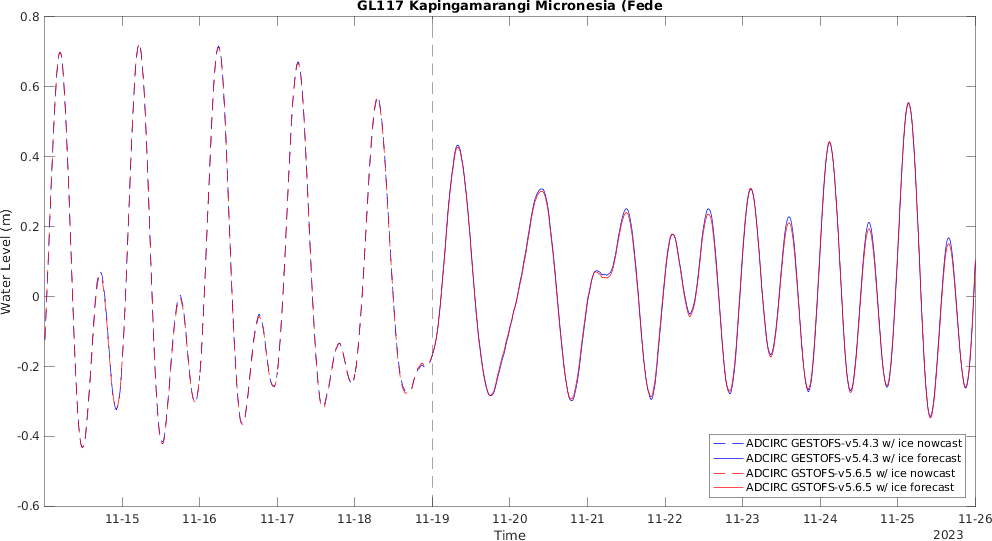 GL117 Kapingamarangi Micronesia (Fede
0.8
0.6
0.4
0.2
0
-0.2
-0.4
-0.6
Water Level (m)
ADCIRC GESTOFS-v5.4.3 w/ ice nowcast
ADCIRC GESTOFS-v5.4.3 w/ ice forecast
ADCIRC GSTOFS-v5.6.5 w/ ice nowcast
ADCIRC GSTOFS-v5.6.5 w/ ice forecast
11-15 11-16 11-17 11-18 11-19 11-20 11-21 11-22 11-23 11-24 11-25 11-26
Time
2023